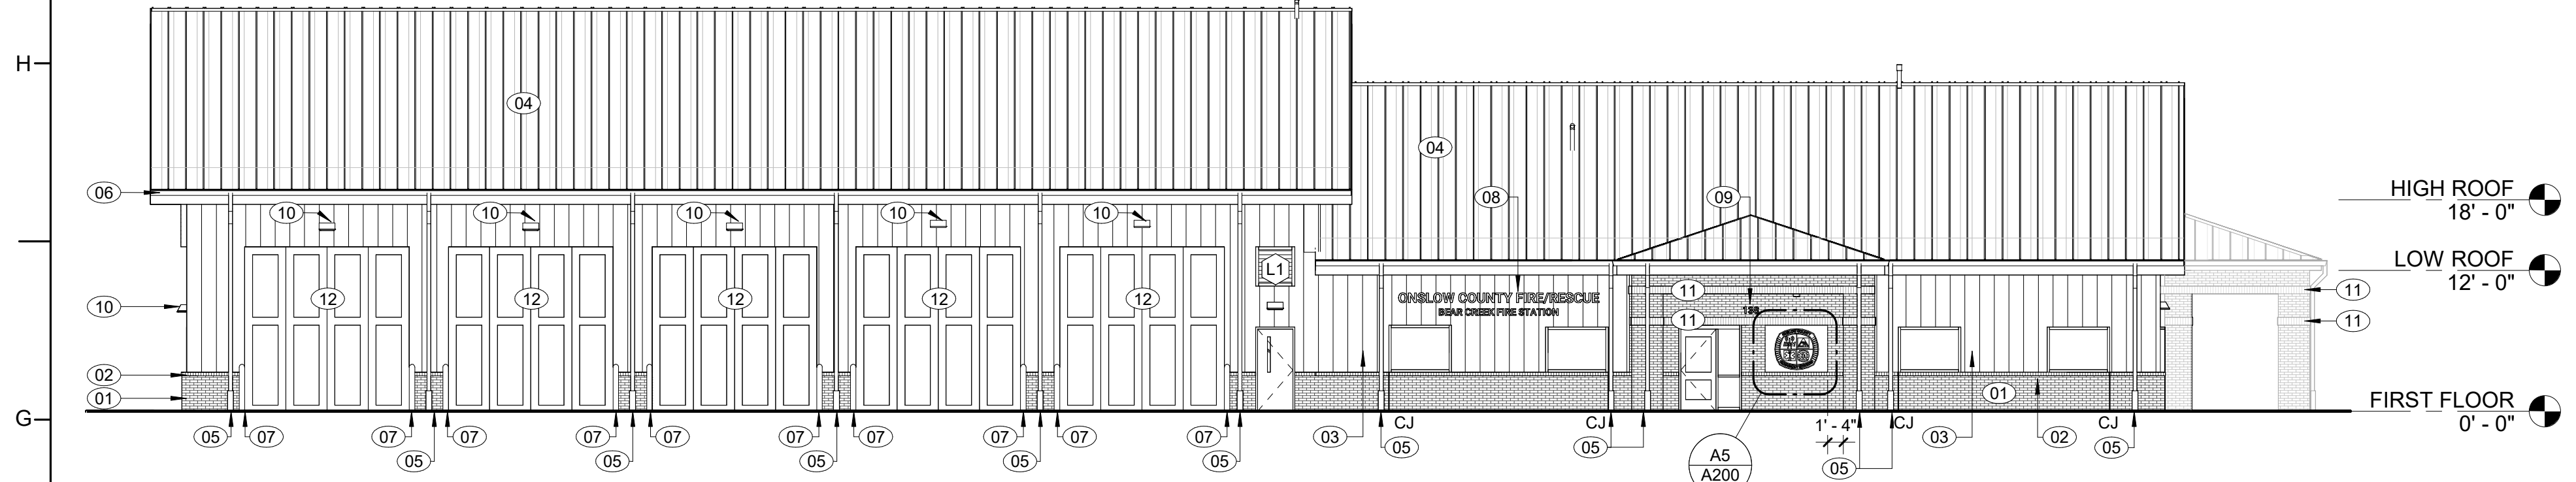 H
04
04
06
10
10
10
10
10
08
09
HIGH ROOF
18' - 0"
LOW ROOF
12' - 0"
L1
10
12
12
12
12
12
ONSLOW COUNTY FIRE/RESCUE
BEAR CREEK FIRE STATION
11
11
11
11
02
01
01
FIRST FLOOR
0' - 0"
G
05
07
07
07
07
07
07
07
07
07
07
05
05
05
05
05
03
CJ
05
CJ
05
A5
A200
1' - 4"
05
CJ
03
02
CJ
05